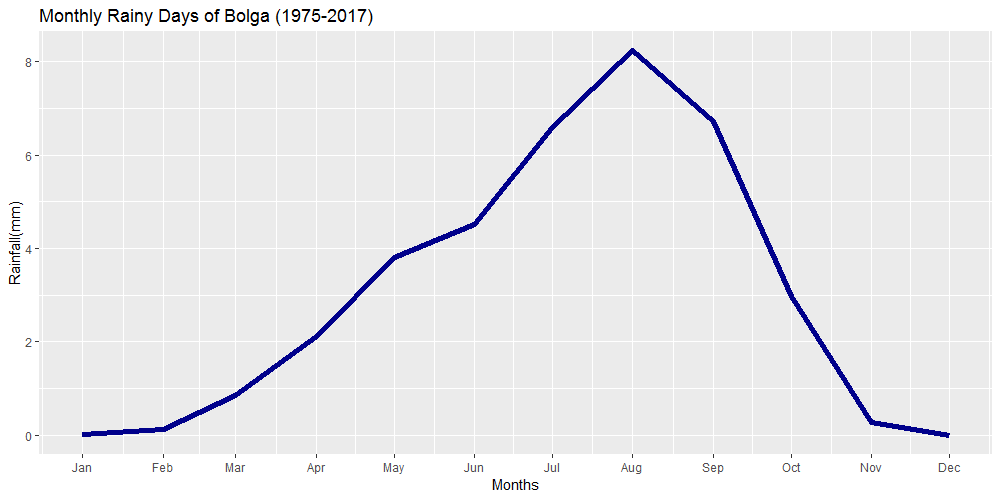 Monthly Rainy Days of Bolga (1975-2017)
Rainfall(mm)
8
6
4
2
0
Jan Feb Mar Apr May Jun Jul Aug Sep Oct Nov Dec
Months